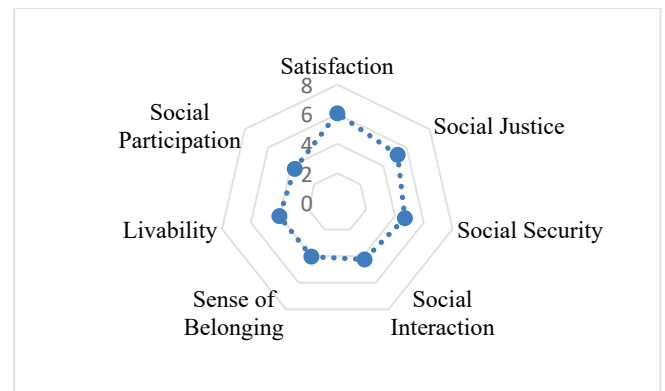 Satisfaction
8
6
4
2
0
Social Justice
Social Security
Social
Interaction
Sense of
Belonging
Livability
Social
Participation